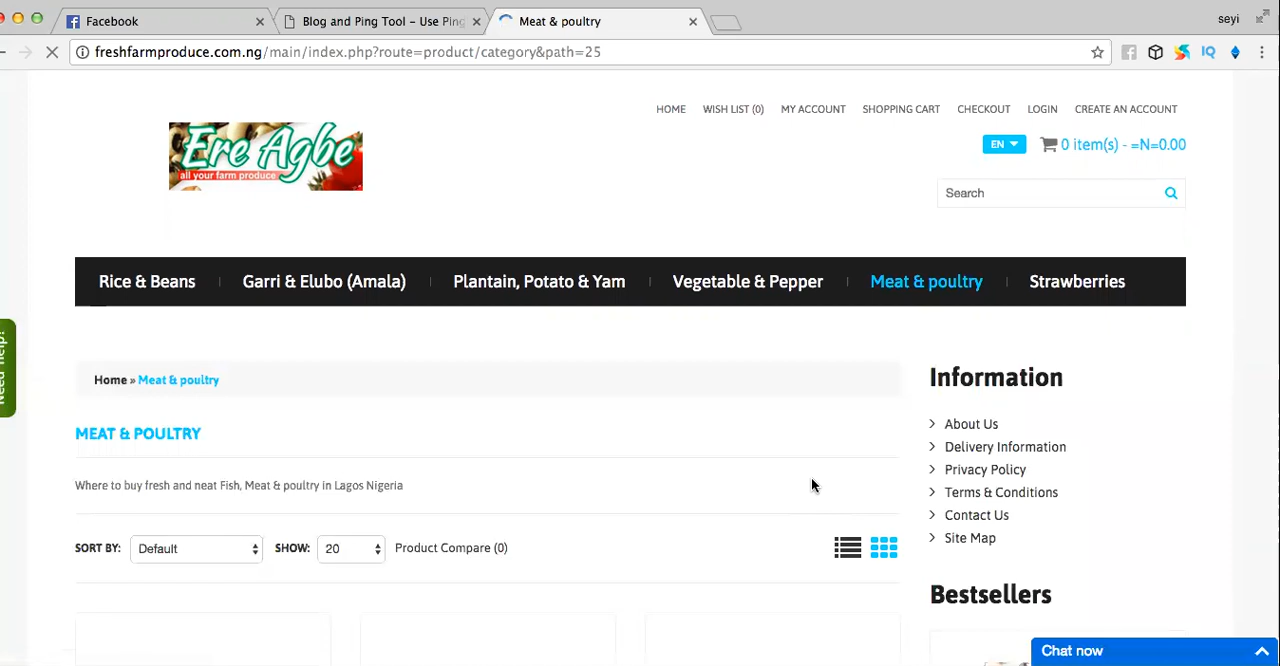 Facebook
Blog and Ping Tool – Use Ping
Meat & poultry
seyi
freshfarmproduce.com.ng/main/index.php?route=product/category&path=25
IQ
Ere Agbe
all your farm produce
HOME WISH LIST (0) MY ACCOUNT SHOPPING CART CHECKOUT LOGIN CREATE AN ACCOUNT
EN 0 item(s) - =N=0.00
Search
Rice & Beans Garri & Elubo (Amala) Plantain, Potato & Yam Vegetable & Pepper Meat & poultry Strawberries
Need help?
Home » Meat & poultry
MEAT & POULTRY
Where to buy fresh and neat Fish, Meat & poultry in Lagos Nigeria
SORT BY: Default SHOW: 20 Product Compare (0)
Information
About Us
Delivery Information
Privacy Policy
Terms & Conditions
Contact Us
Site Map
Bestsellers
Chat now